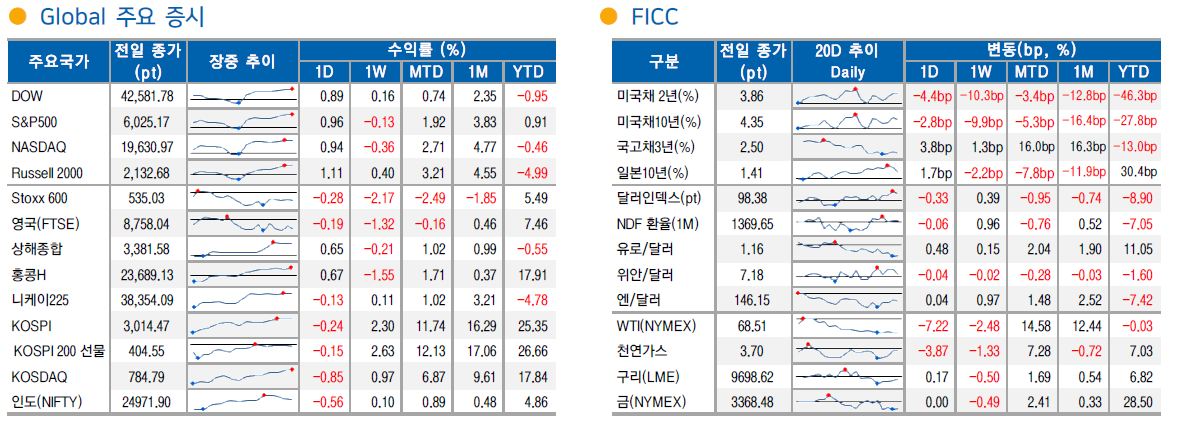 Global 주요 증시
주요국가 전일 종가(pt) 장중 추이 수익률 (%)
1D 1W MTD 1M YTD
DOW 42,581.78 0.89 0.16 0.74 2.35 −0.95
S&P500 6,025.17 0.96 −0.13 1.92 3.83 0.91
NASDAQ 19,630.97 0.94 −0.36 2.71 4.77 −0.46
Russell 2000 2,132.68 1.11 0.40 3.21 4.55 −4.99
Stoxx 600 535.03 −0.28 −2.17 −2.49 −1.85 5.49
영국(FTSE) 8,758.04 −0.19 −1.32 −0.16 0.46 7.46
상해종합 3,381.58 0.65 −0.21 1.02 0.99 −0.55
홍콩H 23,689.13 0.67 −1.55 1.71 0.37 17.91
니케이225 38,354.09 −0.13 0.11 1.02 3.21 −4.78
KOSPI 3,014.47 −0.24 2.30 11.74 16.29 25.35
KOSPI 200 선물 404.55 −0.15 2.63 12.13 17.06 26.66
KOSDAQ 784.79 −0.85 0.97 6.87 9.61 17.84
인도(NIFTY) 24971.90 −0.56 0.10 0.89 0.48 4.86
FICC
구분 전일 종가(pt) 20D 추이 Daily 변동(bp, %)
1D 1W MTD 1M YTD
미국채 2년(%) 3.86 −4.4bp −10.3bp −3.4bp −12.8bp −46.3bp
미국채10년(%) 4.35 −2.8bp −9.9bp −5.3bp −16.4bp −27.8bp
국고채3년(%) 2.50 3.8bp 1.3bp 16.0bp 16.3bp −13.0bp
일본10년(%) 1.41 1.7bp −2.2bp −7.8bp −11.9bp 30.4bp
달러인덱스(pt) 98.38 −0.33 0.39 −0.95 −0.74 −8.90
NDF 환율(1M) 1369.65 −0.06 0.96 −0.76 0.52 −7.05
유로/달러 1.16 0.48 0.15 2.04 1.90 11.05
위안/달러 7.18 −0.04 −0.02 −0.28 −0.03 −1.60
엔/달러 146.15 0.04 0.97 1.48 2.52 −7.42
WTI(NYMEX) 68.51 −7.22 −2.48 14.58 12.44 −0.03
천연가스 3.70 −3.87 −1.33 7.28 −0.72 7.03
구리(LME) 9698.62 0.17 −0.50 1.69 0.54 6.82
금(NYMEX) 3368.48 0.00 −0.49 2.41 0.33 28.50